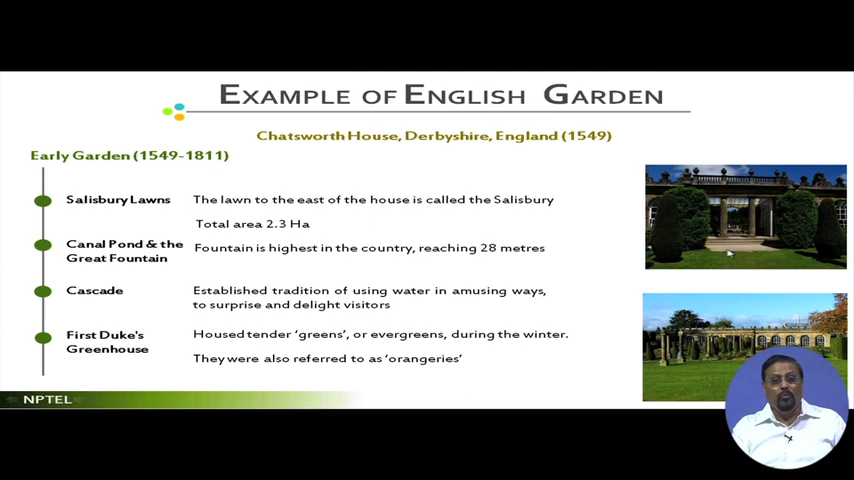 EXAMPLE OF ENGLISH GARDEN
Chatsworth House, Derbyshire, England (1549)
Early Garden (1549-1811)
Salisbury Lawns
The lawn to the east of the house is called the Salisbury
Total area 2.3 Ha
Canal Pond & the
Great Fountain
Fountain is highest in the country, reaching 28 metres
Cascade
Established tradition of using water in amusing ways,
to surprise and delight visitors
First Duke's
Greenhouse
Housed tender ‘greens’, or evergreens, during the winter.
They were also referred to as ‘orangeries’
NPTEL